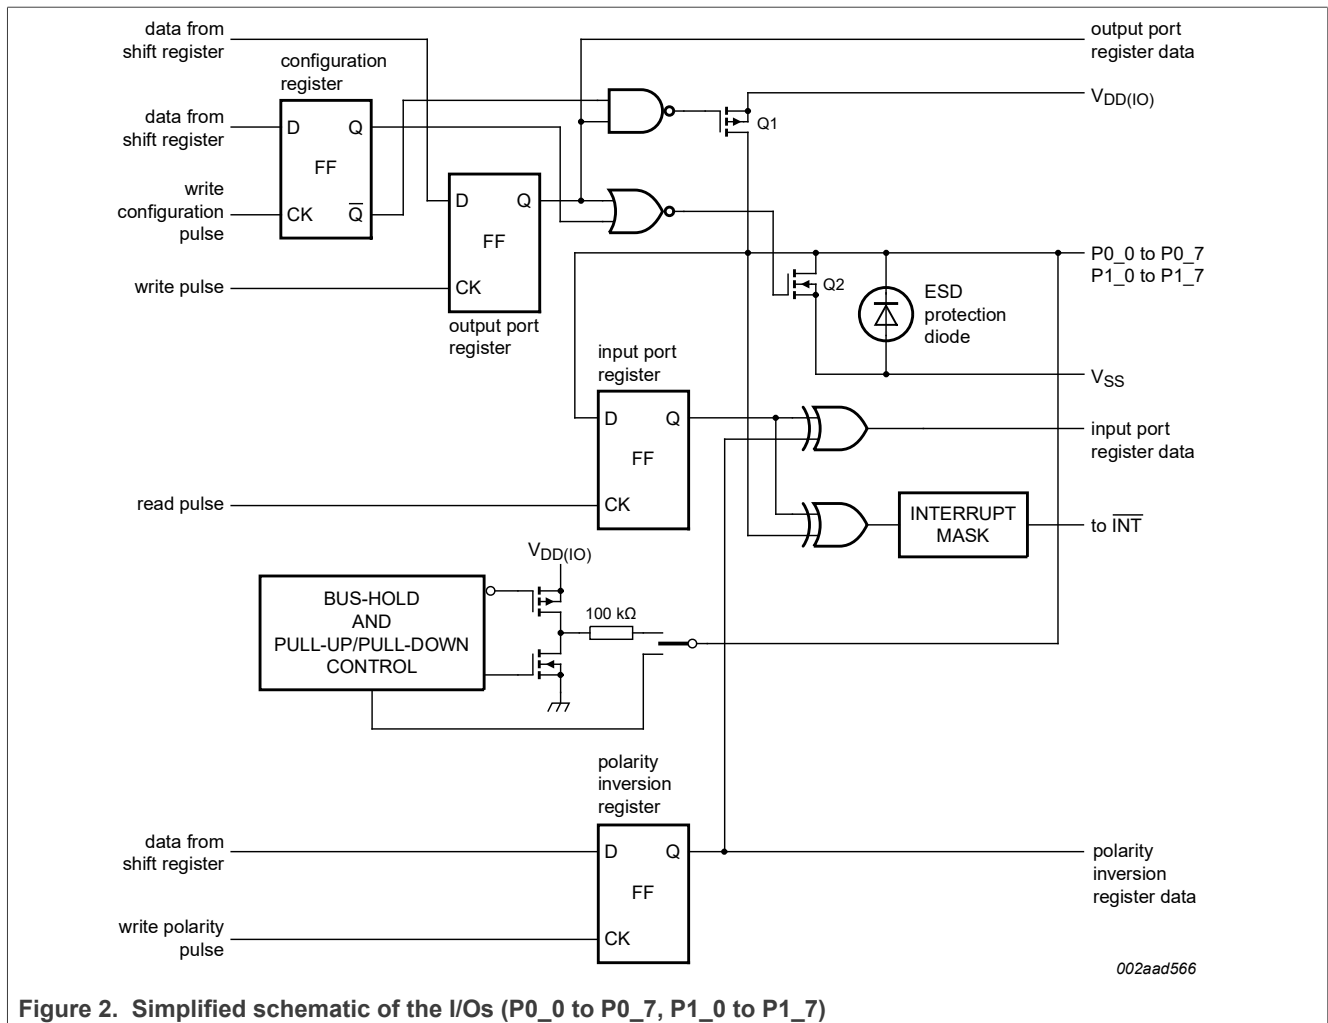 data from
shift register
output port
register data
configuration
register
V_DD(IO)
data from
shift register
D Q
Q1
FF
write
configuration
pulse
CK Q̅
D Q
FF
P0_0 to P0_7
P1_0 to P1_7
write pulse
CK
Q2
ESD
protection
diode
output port
register
input port
register
V_SS
D Q
FF
input port
register data
read pulse
CK
INTERRUPT
MASK
to I̅N̅T̅
V_DD(IO)
BUS-HOLD
AND
PULL-UP/PULL-DOWN
CONTROL
100 kΩ
polarity
inversion
register
data from
shift register
D Q
FF
polarity
inversion
register data
write polarity
pulse
CK
002aad566
Figure 2. Simplified schematic of the I/Os (P0_0 to P0_7, P1_0 to P1_7)